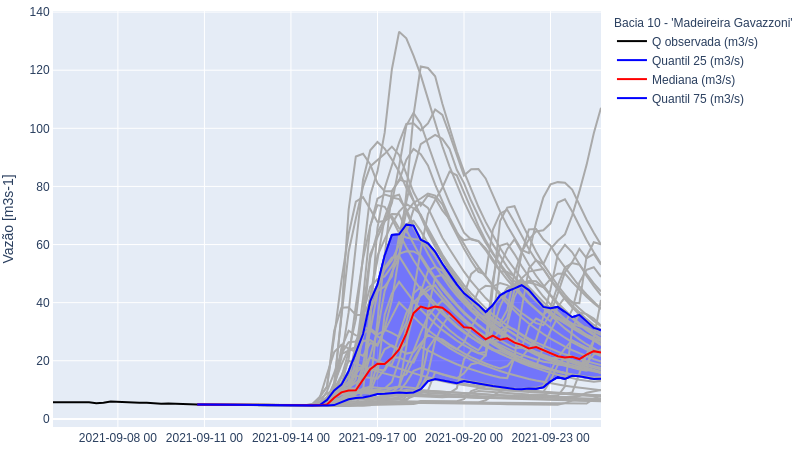 Bacia 10 - 'Madeireira Gavazzoni'
Q observada (m3/s)
Quantil 25 (m3/s)
Mediana (m3/s)
Quantil 75 (m3/s)
Vazão [m3s-1]
140
120
100
80
60
40
20
0
2021-09-08 00
2021-09-11 00
2021-09-14 00
2021-09-17 00
2021-09-20 00
2021-09-23 00